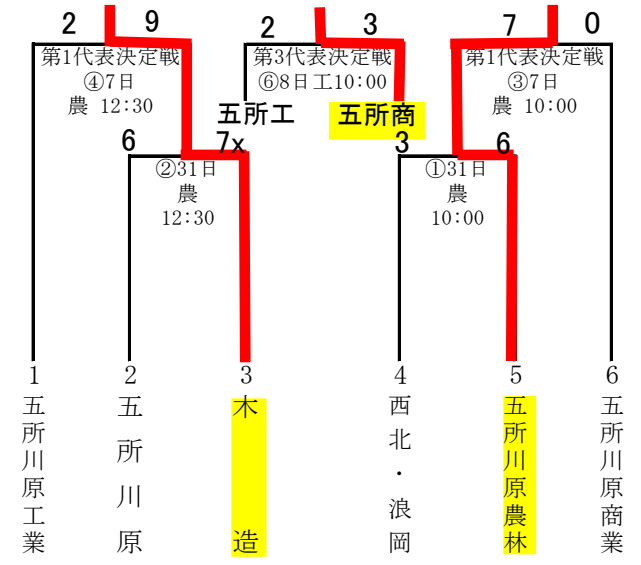 2 9
2 3
7 0
第1代表決定戦
④7日
農 12:30
第3代表決定戦
⑥8日工10:00
第1代表決定戦
③7日
農 10:00
五所工
五所商
6 7x
②31日
農
12:30
3 6
①31日
農
10:00
1
五所川原工業
2
五所川原
3
木造
4
西北・浪岡
5
五所川原農林
6
五所川原商業